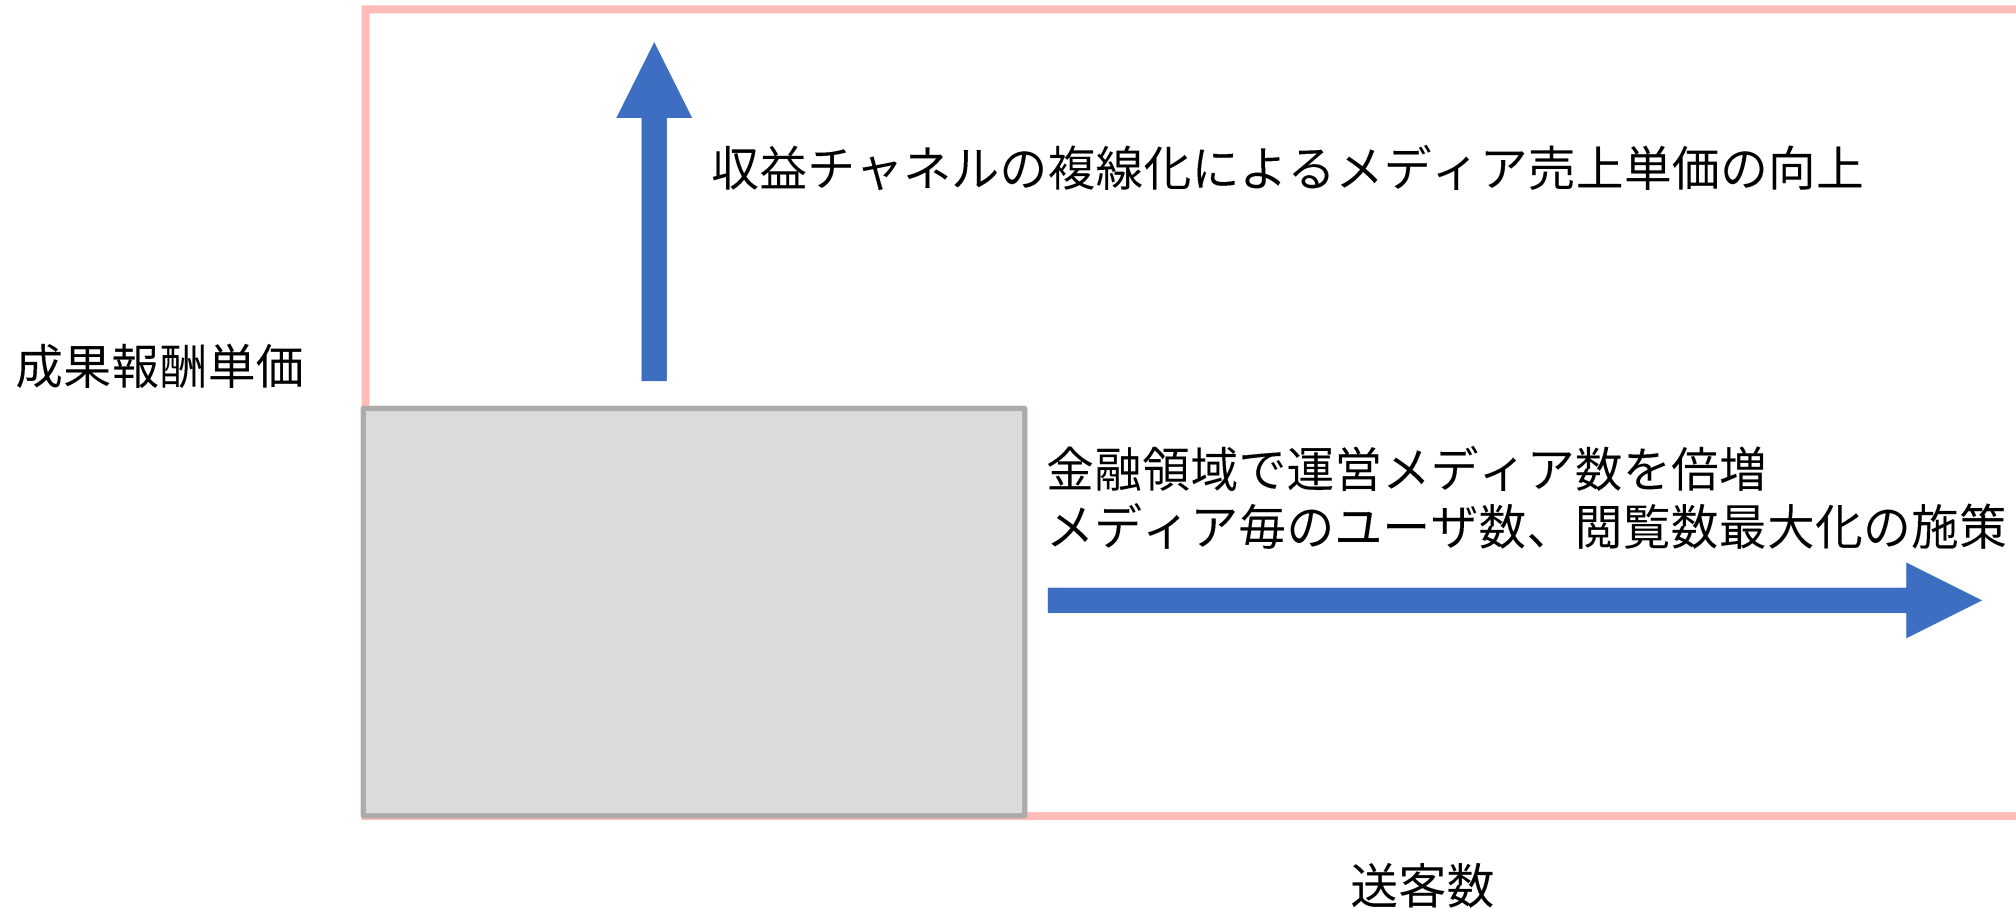 収益チャネルの複線化によるメディア売上単価の向上
成果報酬単価
金融領域で運営メディア数を倍増
メディア毎のユーザ数、閲覧数最大化の施策
送客数